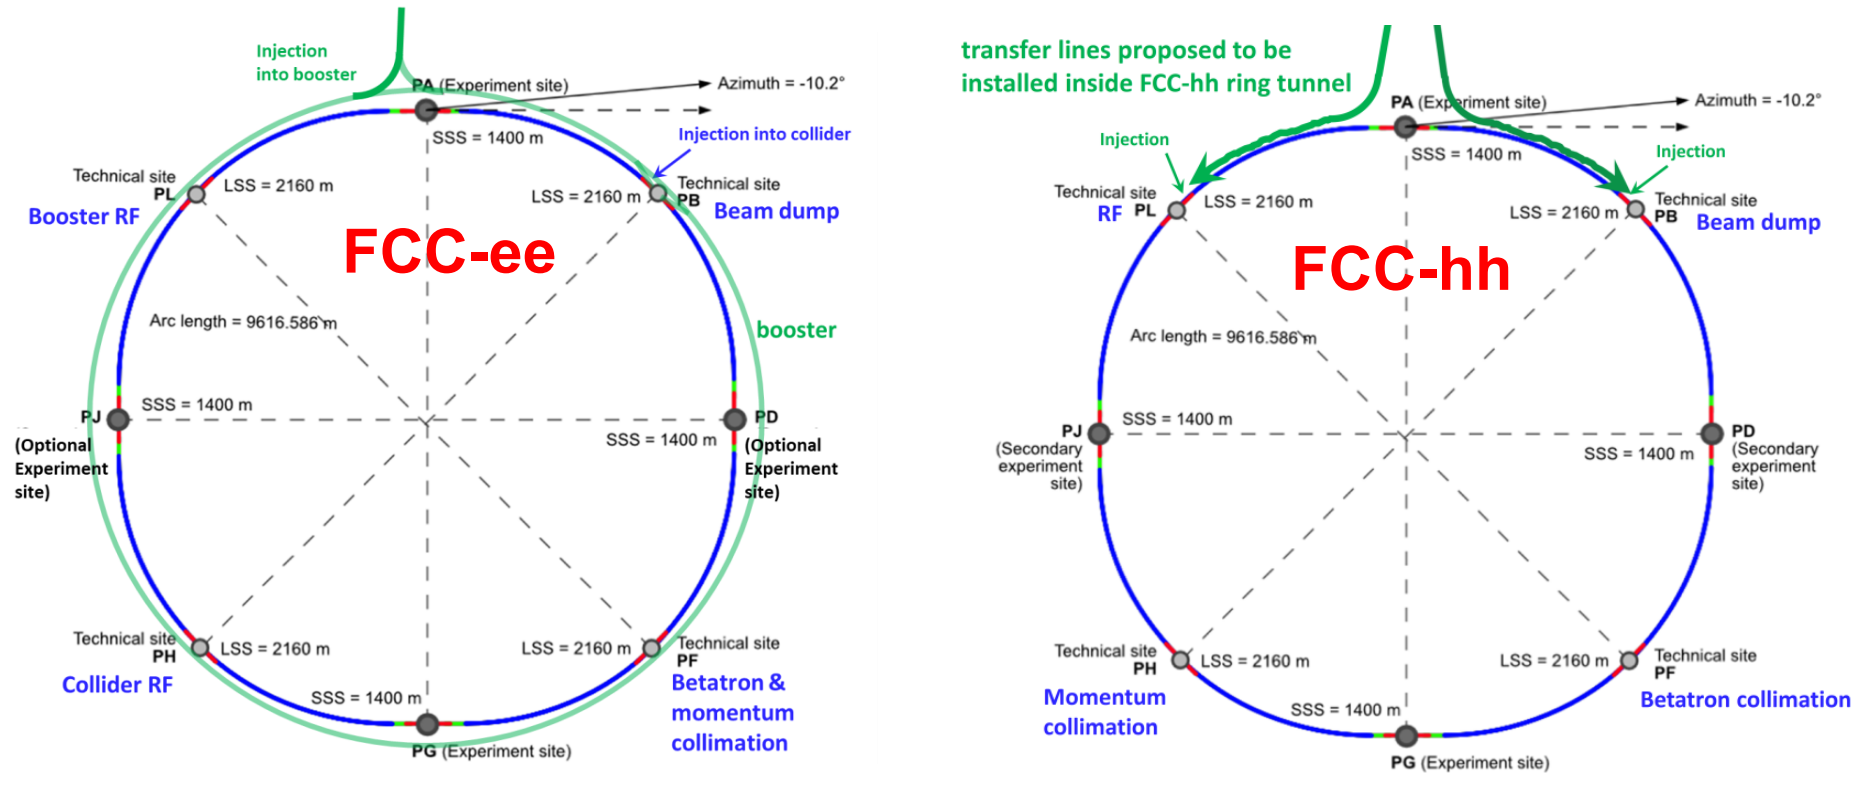 Injection
into booster
PA (Experiment site)
Azimuth = -10.2°
SSS = 1400 m
Injection into collider
Technical site
PL
LSS = 2160 m
Booster RF
LSS = 2160 m
Technical site
PB
Beam dump
FCC-ee
Arc length = 9616.586 m
booster
PJ
SSS = 1400 m
(Optional
Experiment
site)
PD
SSS = 1400 m
(Optional
Experiment
site)
Technical site
PH
LSS = 2160 m
Collider RF
LSS = 2160 m
Technical site
PF
Betatron &
momentum
collimation
SSS = 1400 m
PG (Experiment site)
transfer lines proposed to be
installed inside FCC-hh ring tunnel
PA (Experiment site)
Azimuth = -10.2°
SSS = 1400 m
Injection
Injection
Technical site
RF PL
LSS = 2160 m
LSS = 2160 m
Technical site
PB
Beam dump
FCC-hh
Arc length = 9616.586 m
PJ
SSS = 1400 m
(Secondary
experiment
site)
PD
SSS = 1400 m
(Secondary
experiment
site)
Technical site
PH
LSS = 2160 m
Momentum
collimation
LSS = 2160 m
Technical site
PF
Betatron collimation
SSS = 1400 m
PG (Experiment site)